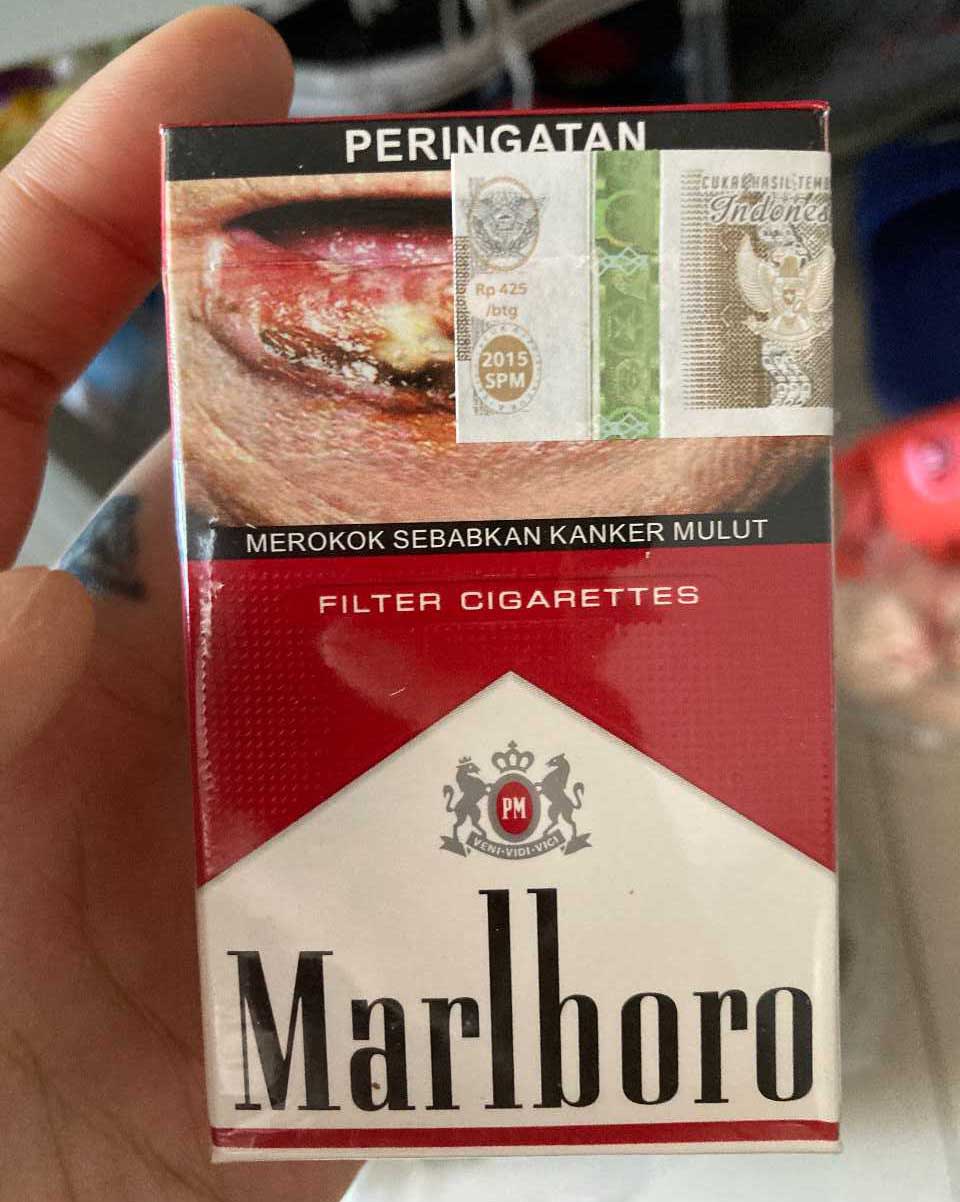 PERINGATAN
CUKAI HASIL TEMB
Indones
Rp 425
/btg
2015
SPM
MEROKOK SEBABKAN KANKER MULUT
FILTER CIGARETTES
PM
VENI·VIDI·VICI
Marlboro